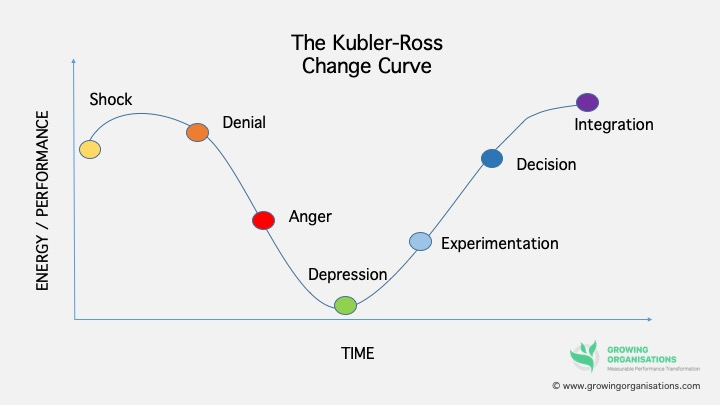 The Kubler-Ross
Change Curve
Shock
Denial
Integration
Decision
Anger
Experimentation
Depression
ENERGY / PERFORMANCE
TIME
GROWING
ORGANISATIONS
Measurable Performance Transformation
© www.growingorganisations.com